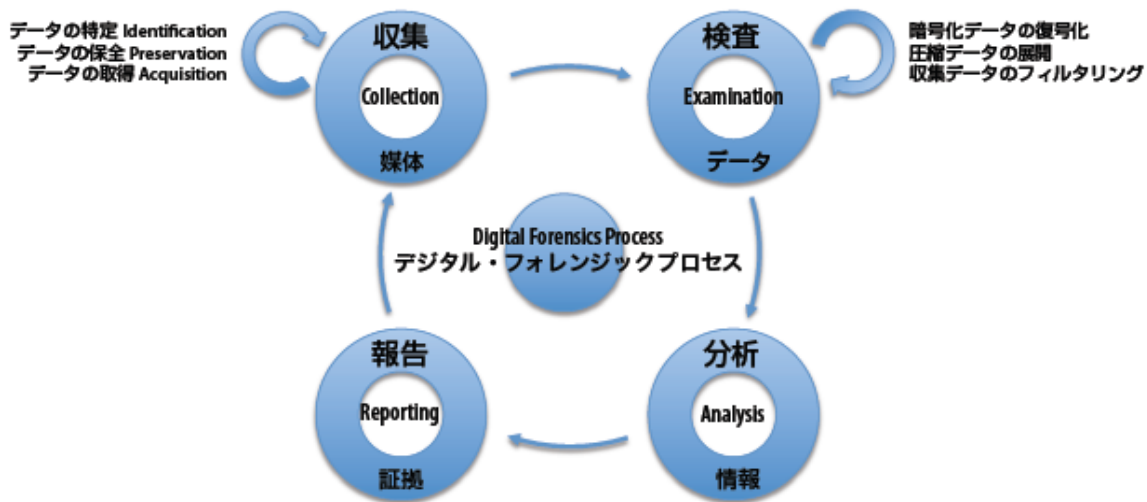 データの特定 Identification
データの保全 Preservation
データの取得 Acquisition
収集
Collection
媒体
検査
Examination
データ
暗号化データの復号化
圧縮データの展開
収集データのフィルタリング
Digital Forensics Process
デジタル・フォレンジックプロセス
報告
Reporting
証拠
分析
Analysis
情報